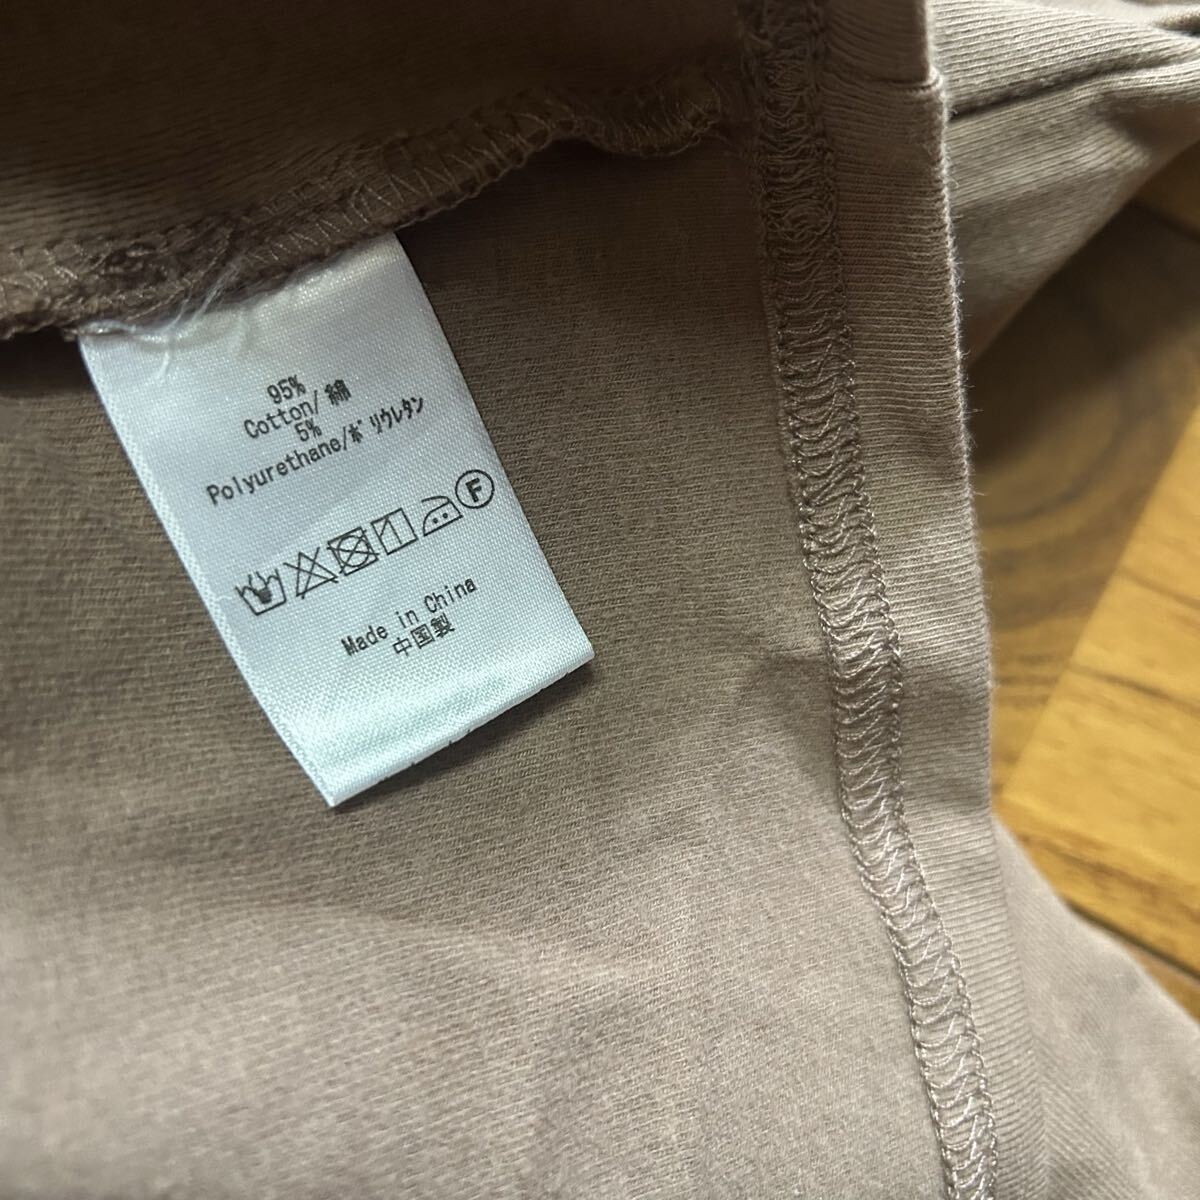 95%
Cotton/綿
5%
Polyurethane/ポリウレタン
F
Made in China
中国製